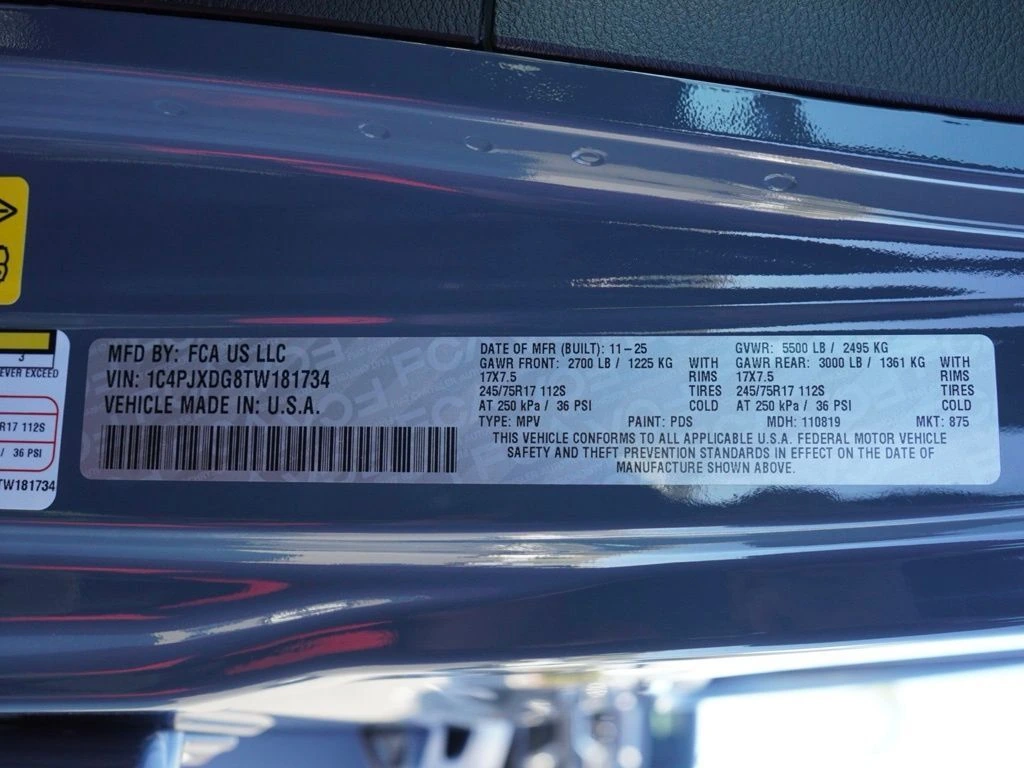 MFD BY: FCA US LLC
VIN: 1C4PJXDG8TW181734
VEHICLE MADE IN: U.S.A.
DATE OF MFR (BUILT): 11-25 GVWR: 5500 LB / 2495 KG
GAWR FRONT: 2700 LB / 1225 KG WITH GAWR REAR: 3000 LB / 1361 KG WITH
17X7.5 RIMS 17X7.5 RIMS
245/75R17 112S TIRES 245/75R17 112S TIRES
AT 250 kPa / 36 PSI COLD AT 250 kPa / 36 PSI COLD
TYPE: MPV PAINT: PDS MDH: 110819 MKT: 875
THIS VEHICLE CONFORMS TO ALL APPLICABLE U.S.A. FEDERAL MOTOR VEHICLE
SAFETY AND THEFT PREVENTION STANDARDS IN EFFECT ON THE DATE OF
MANUFACTURE SHOWN ABOVE.
3
EVER EXCEED
R17 112S
/ 36 PSI
TW181734